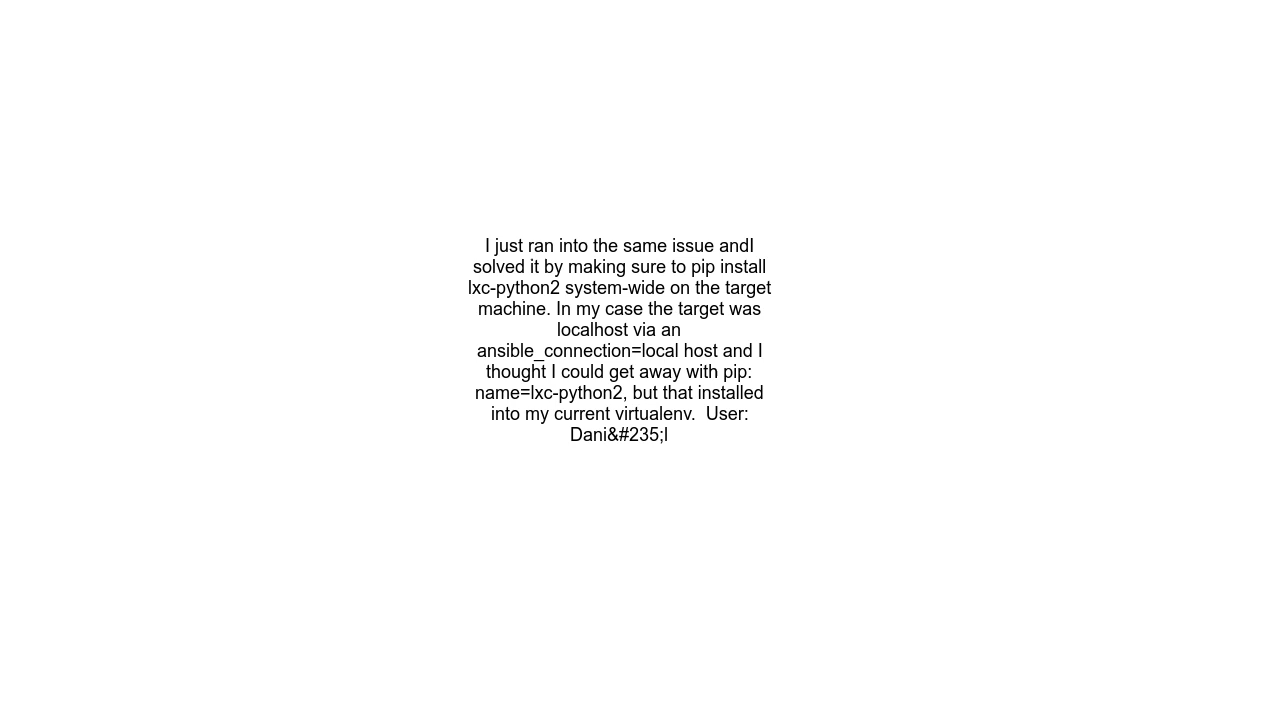 I just ran into the same issue andI
solved it by making sure to pip install
lxc-python2 system-wide on the target
machine. In my case the target was
localhost via an
ansible_connection=local host and I
thought I could get away with pip:
name=lxc-python2, but that installed
into my current virtualenv.  User:
Dani&#235;l